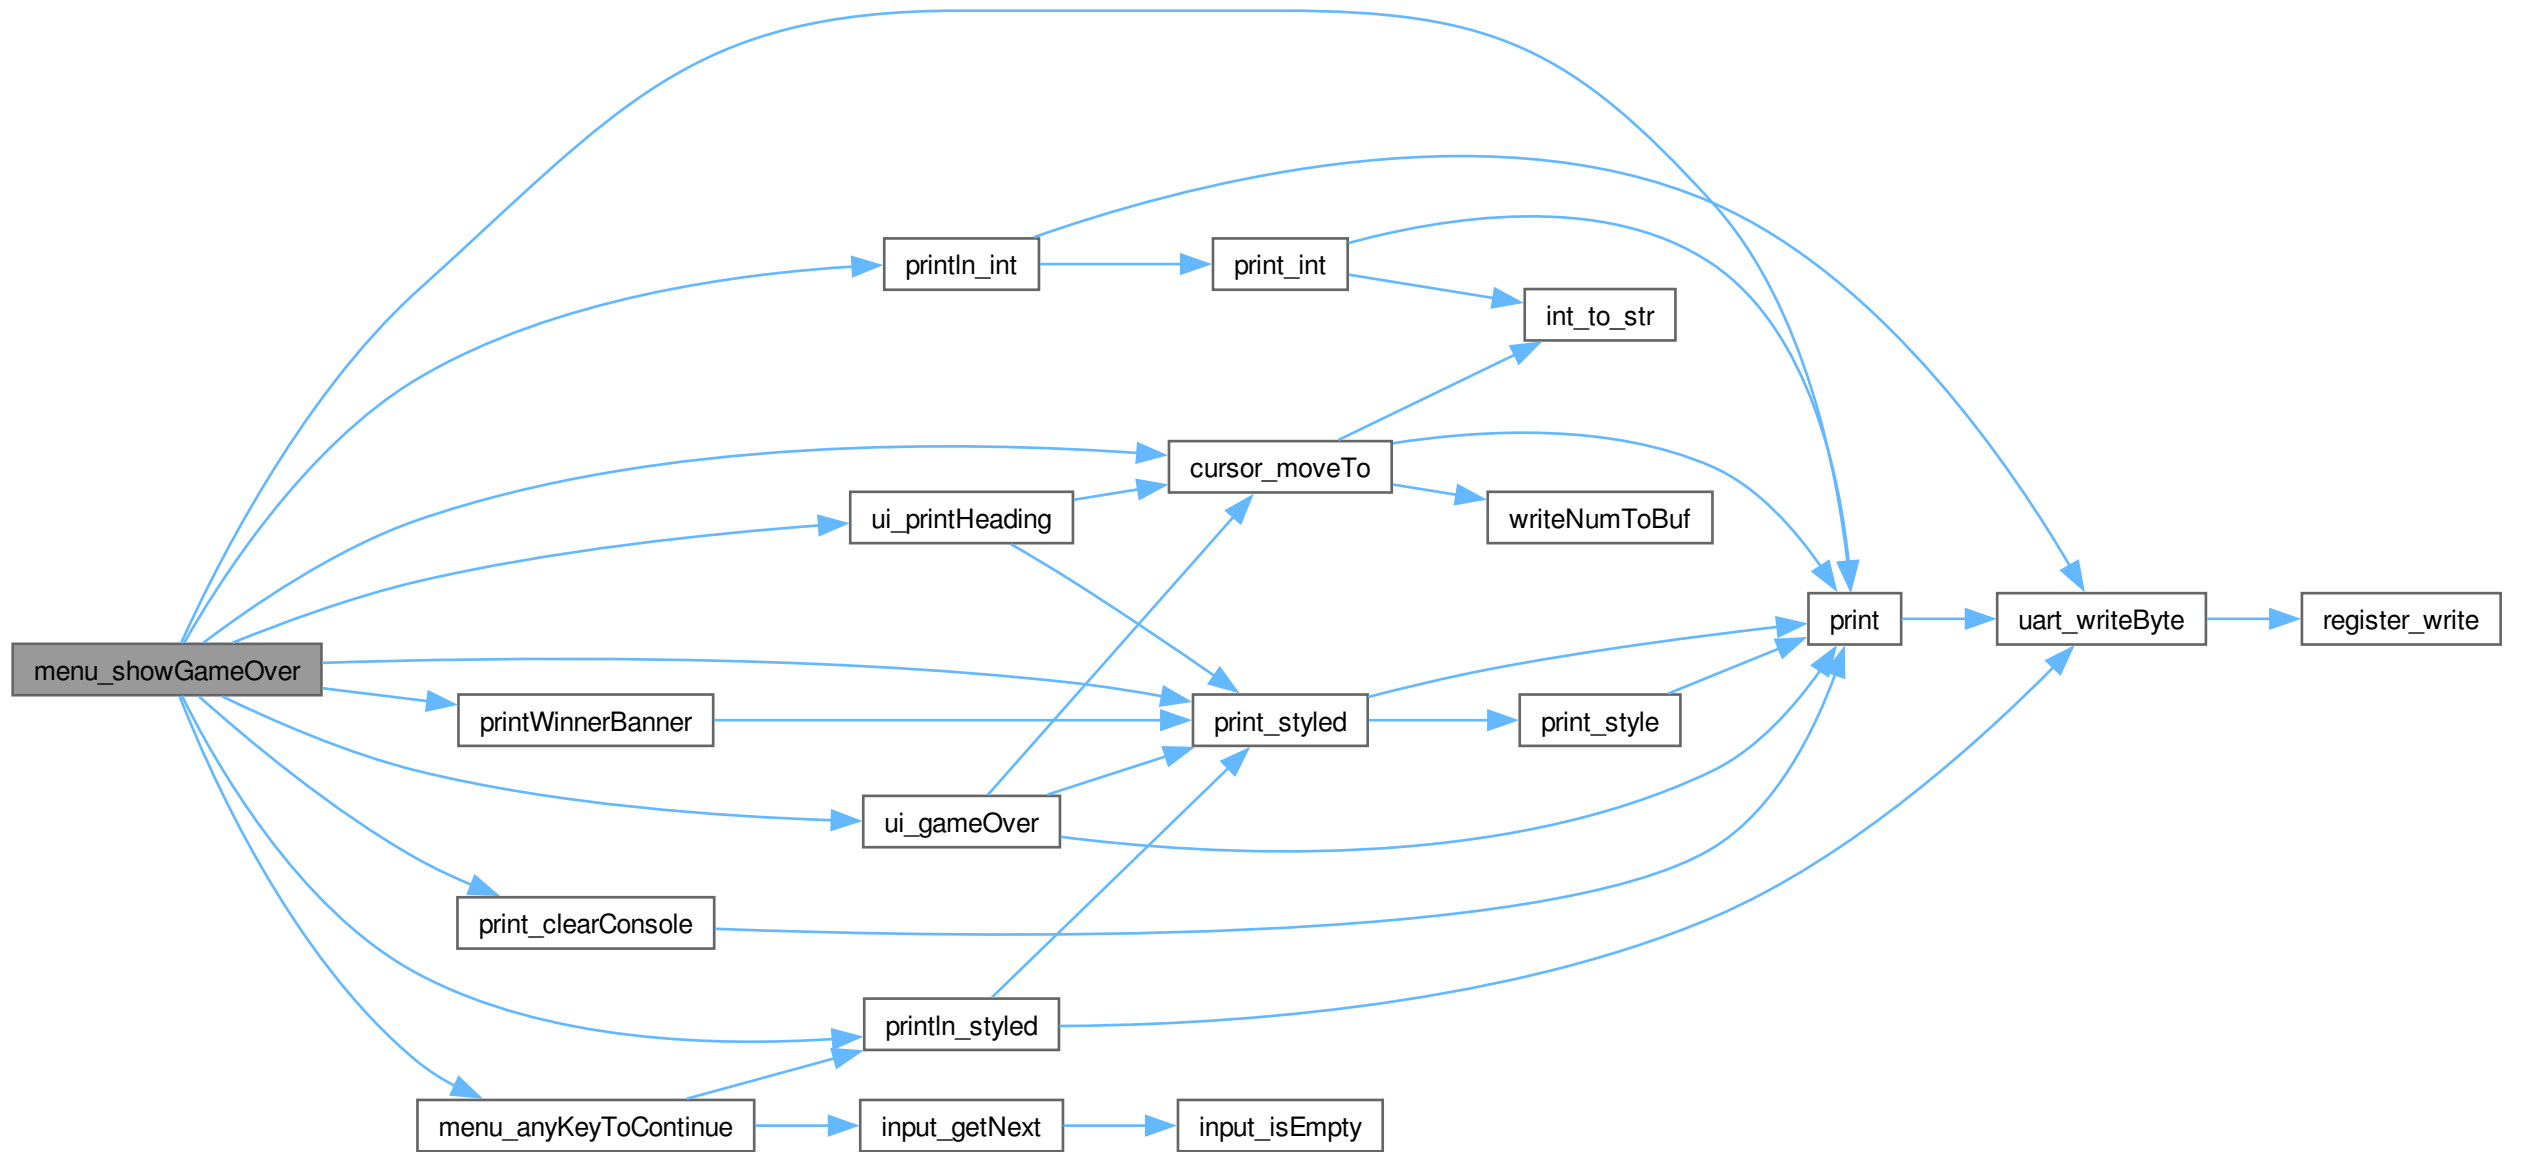 println_int
print_int
int_to_str
cursor_moveTo
ui_printHeading
writeNumToBuf
print
uart_writeByte
register_write
menu_showGameOver
printWinnerBanner
print_styled
print_style
ui_gameOver
print_clearConsole
println_styled
menu_anyKeyToContinue
input_getNext
input_isEmpty